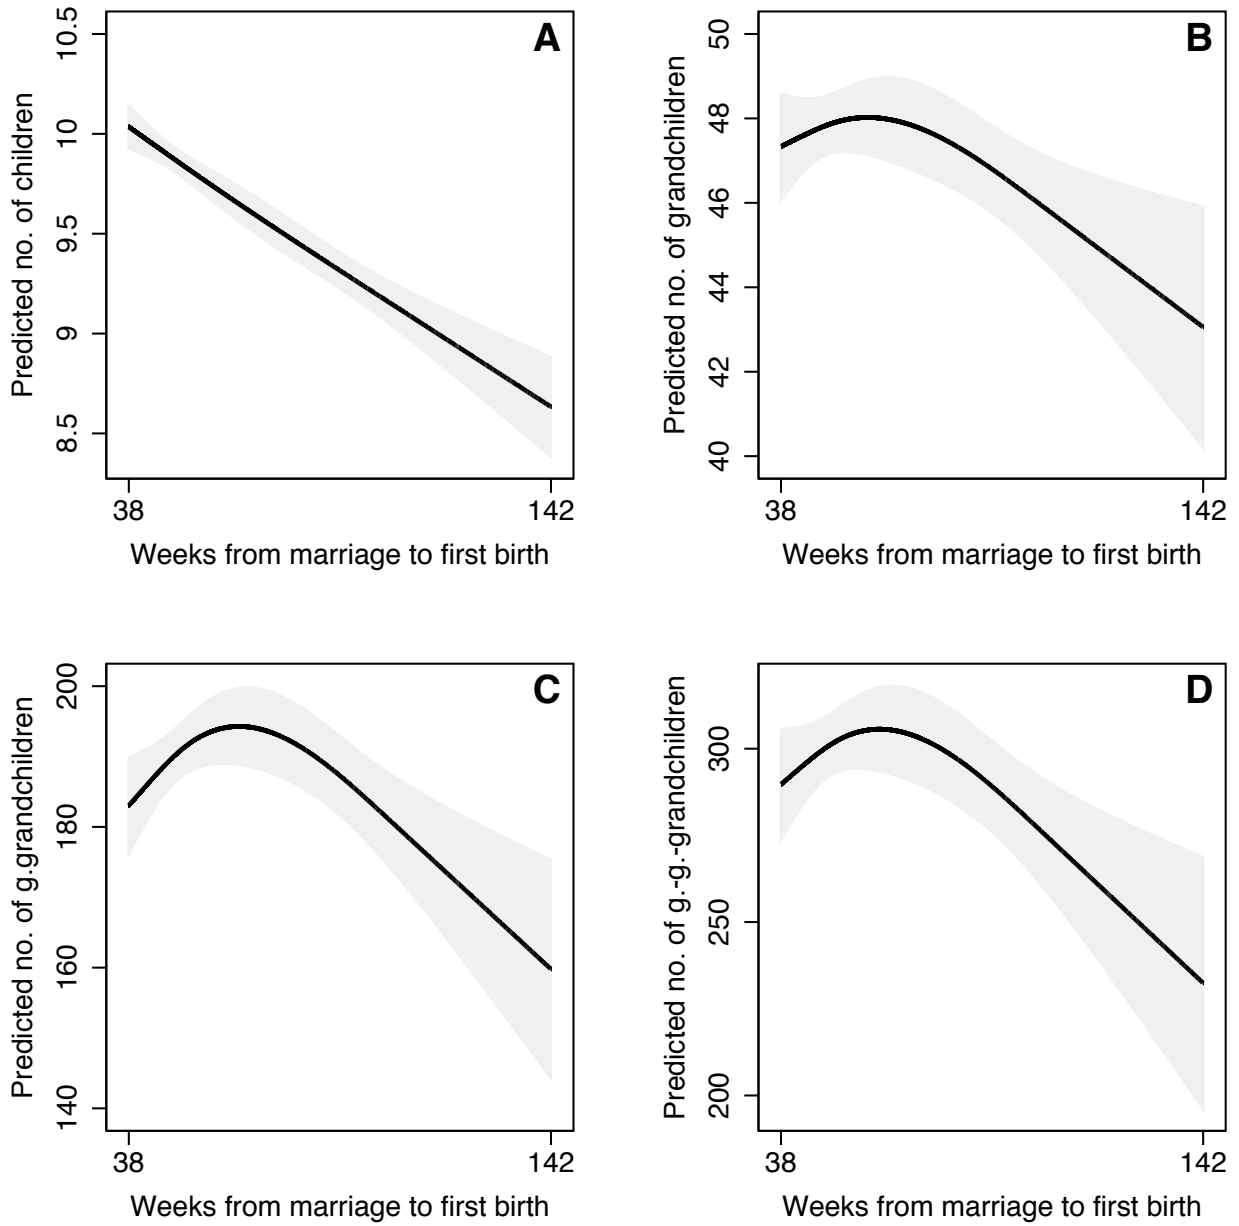 A
Predicted no. of children
10.5
10
9.5
9
8.5
38
142
Weeks from marriage to first birth
B
Predicted no. of grandchildren
50
48
46
44
42
40
38
142
Weeks from marriage to first birth
C
Predicted no. of g.grandchildren
200
180
160
140
38
142
Weeks from marriage to first birth
D
Predicted no. of g.-g.-grandchildren
300
250
200
38
142
Weeks from marriage to first birth